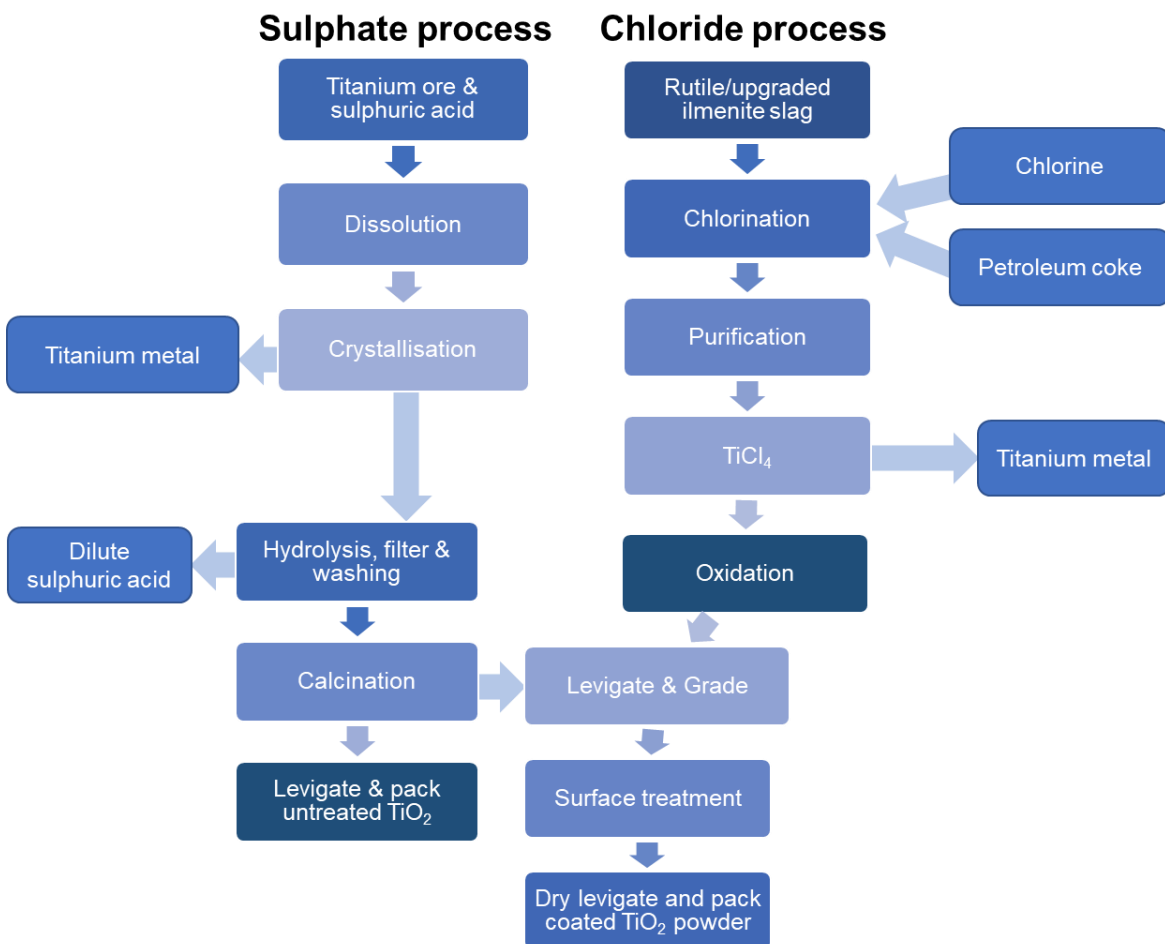 Sulphate process
Chloride process
Titanium ore &
sulphuric acid
Rutile/upgraded
ilmenite slag
Chlorine
Dissolution
Chlorination
Petroleum coke
Titanium metal
Crystallisation
Purification
TiCl₄
Titanium metal
Dilute
sulphuric acid
Hydrolysis, filter &
washing
Oxidation
Calcination
Levigate & Grade
Levigate & pack
untreated TiO₂
Surface treatment
Dry levigate and pack
coated TiO₂ powder